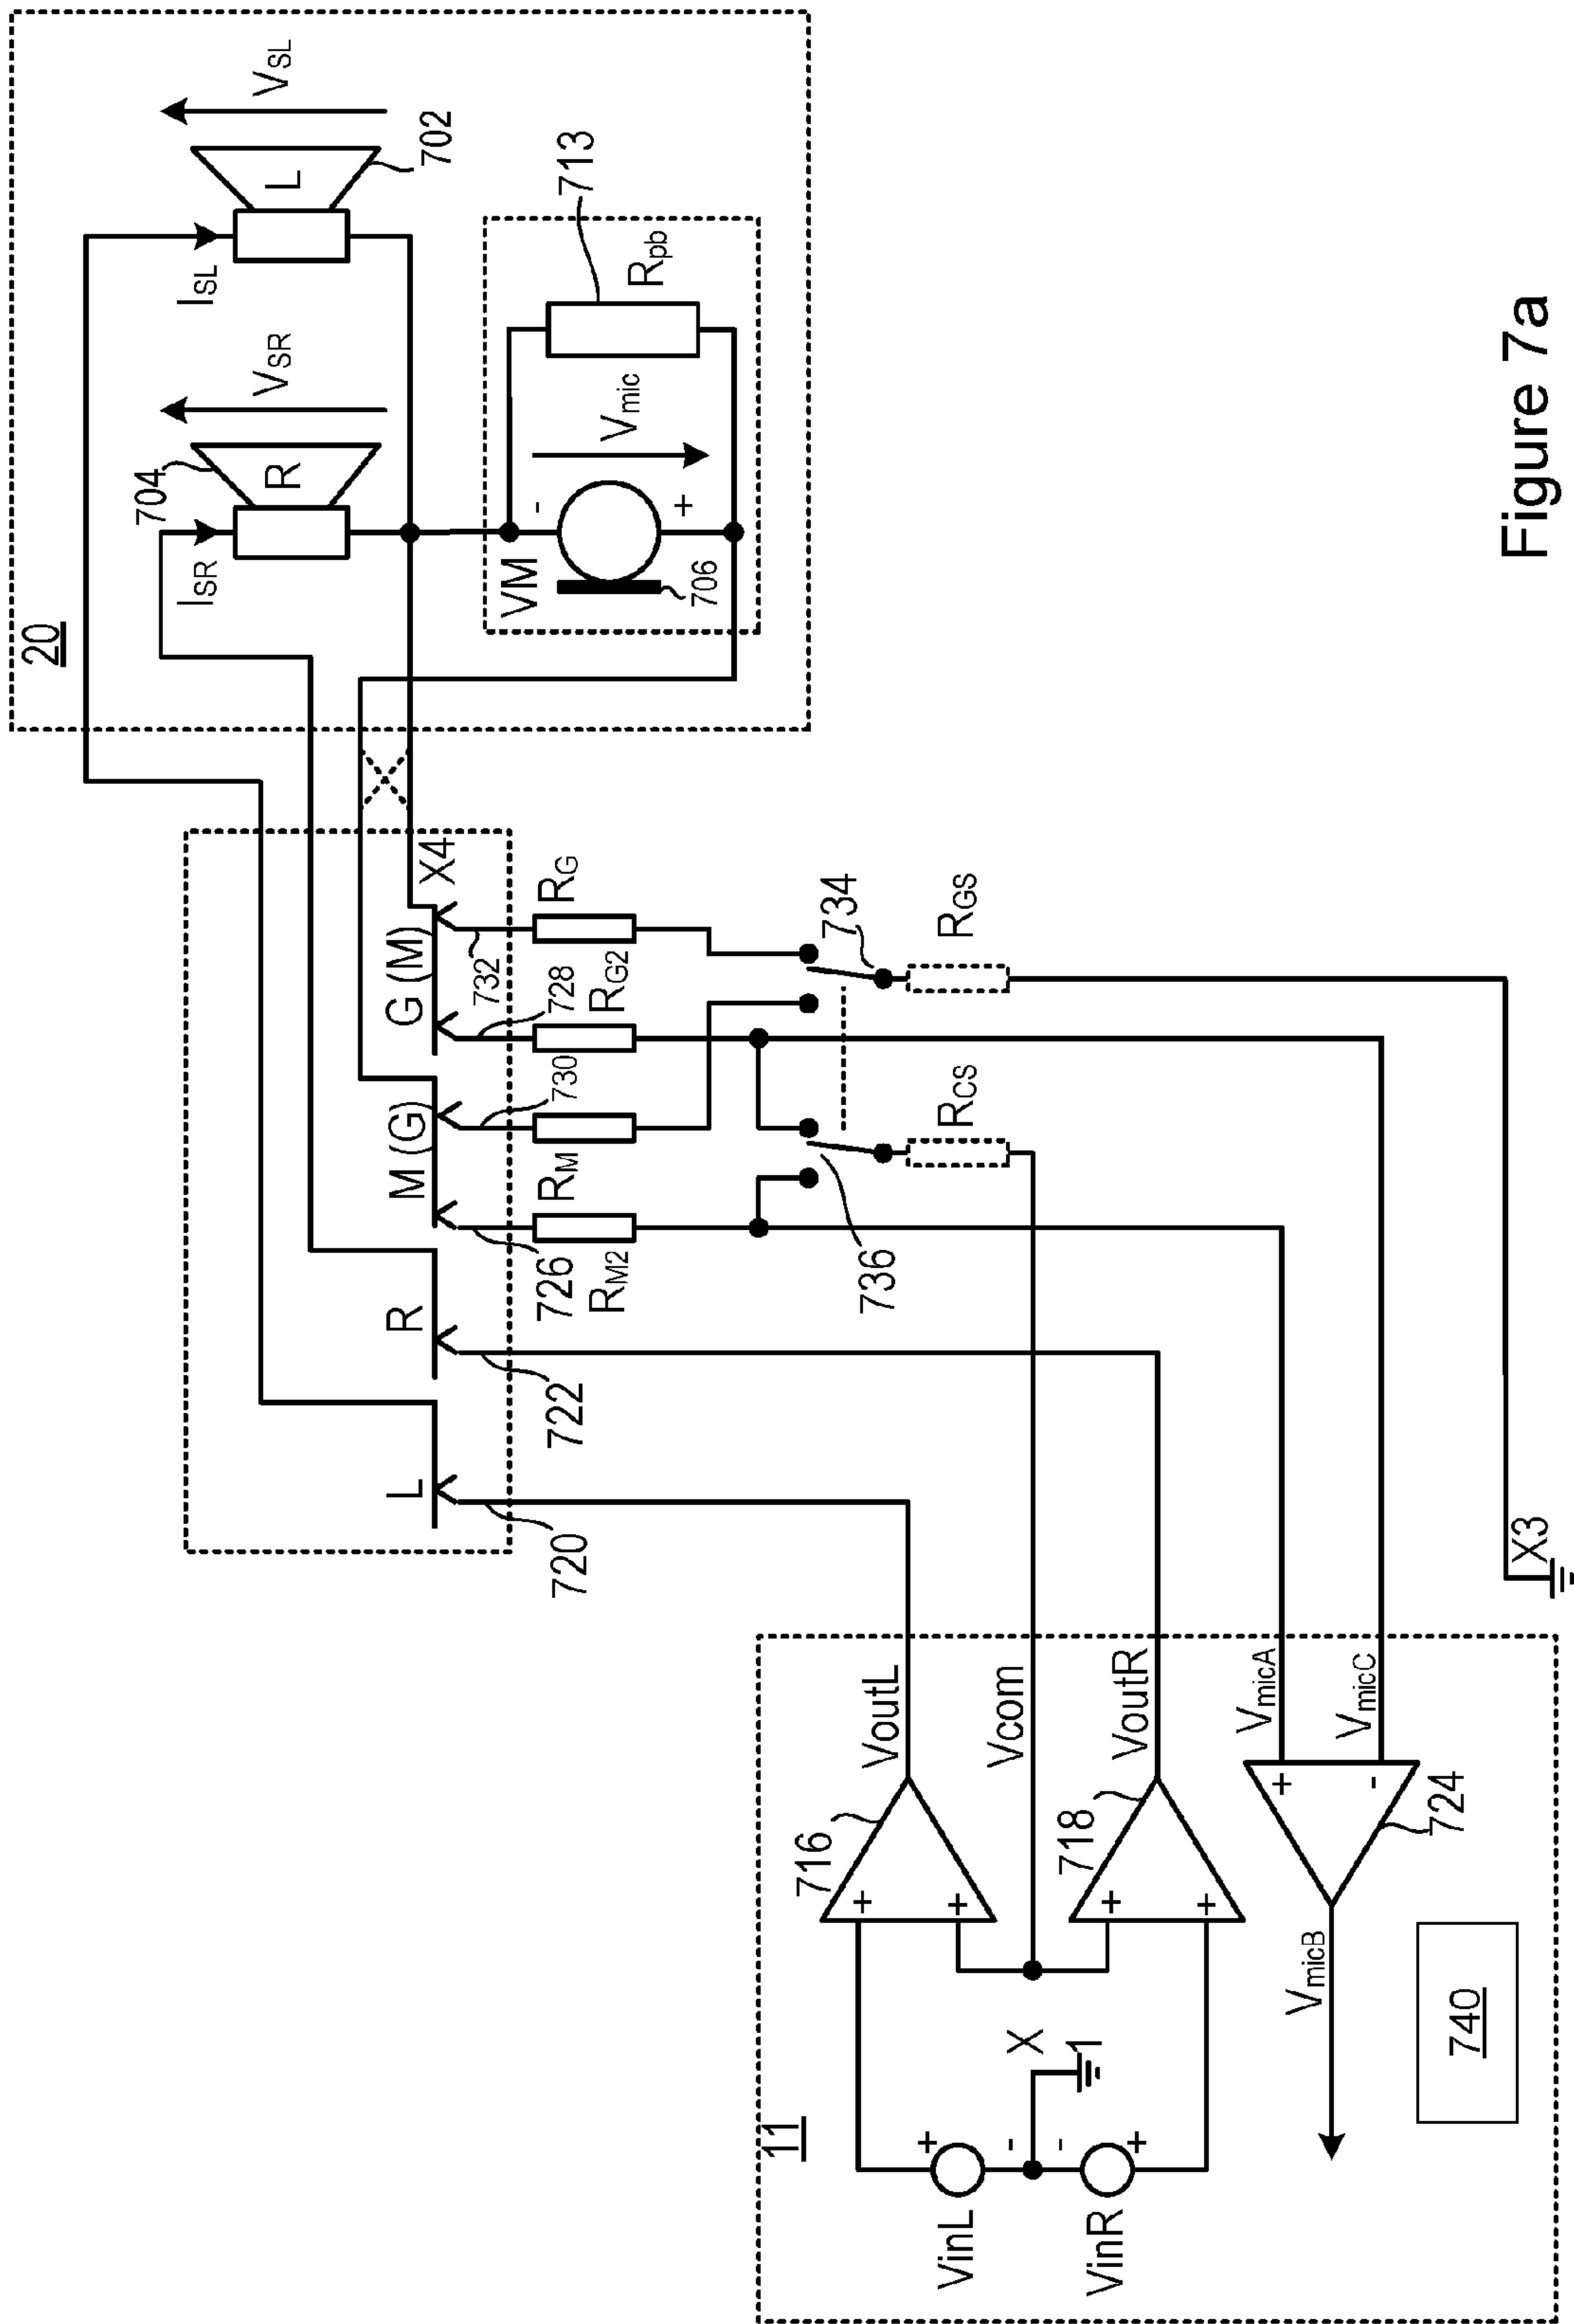 20
I_SL
V_SL
L
702
704
I_SR
V_SR
R
713
R_pb
V_mic
-
+
VM
706
L
R
M (G)
G (M)
X4
720
722
726
730
728
732
R_M2
R_M
R_G2
R_G
734
736
R_CS
R_GS
X3
11
VoutL
Vcom
VoutR
V_micA
V_micC
716
+
+
718
+
+
+
-
724
V_micB
X
1
VinL
+
-
-
+
VinR
740
Figure 7a